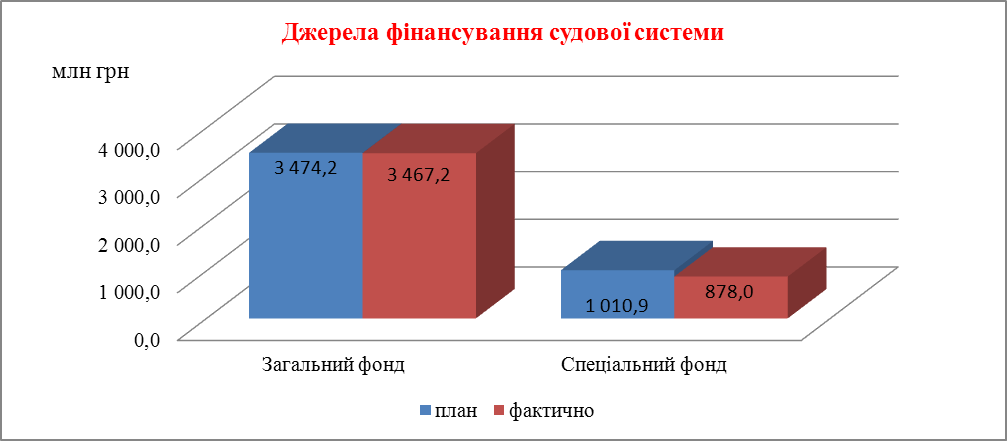 Джерела фінансування судової системи
млн грн
4 000,0
3 000,0
2 000,0
1 000,0
0,0
3 474,2
3 467,2
1 010,9
878,0
Загальний фонд
Спеціальний фонд
план
фактично